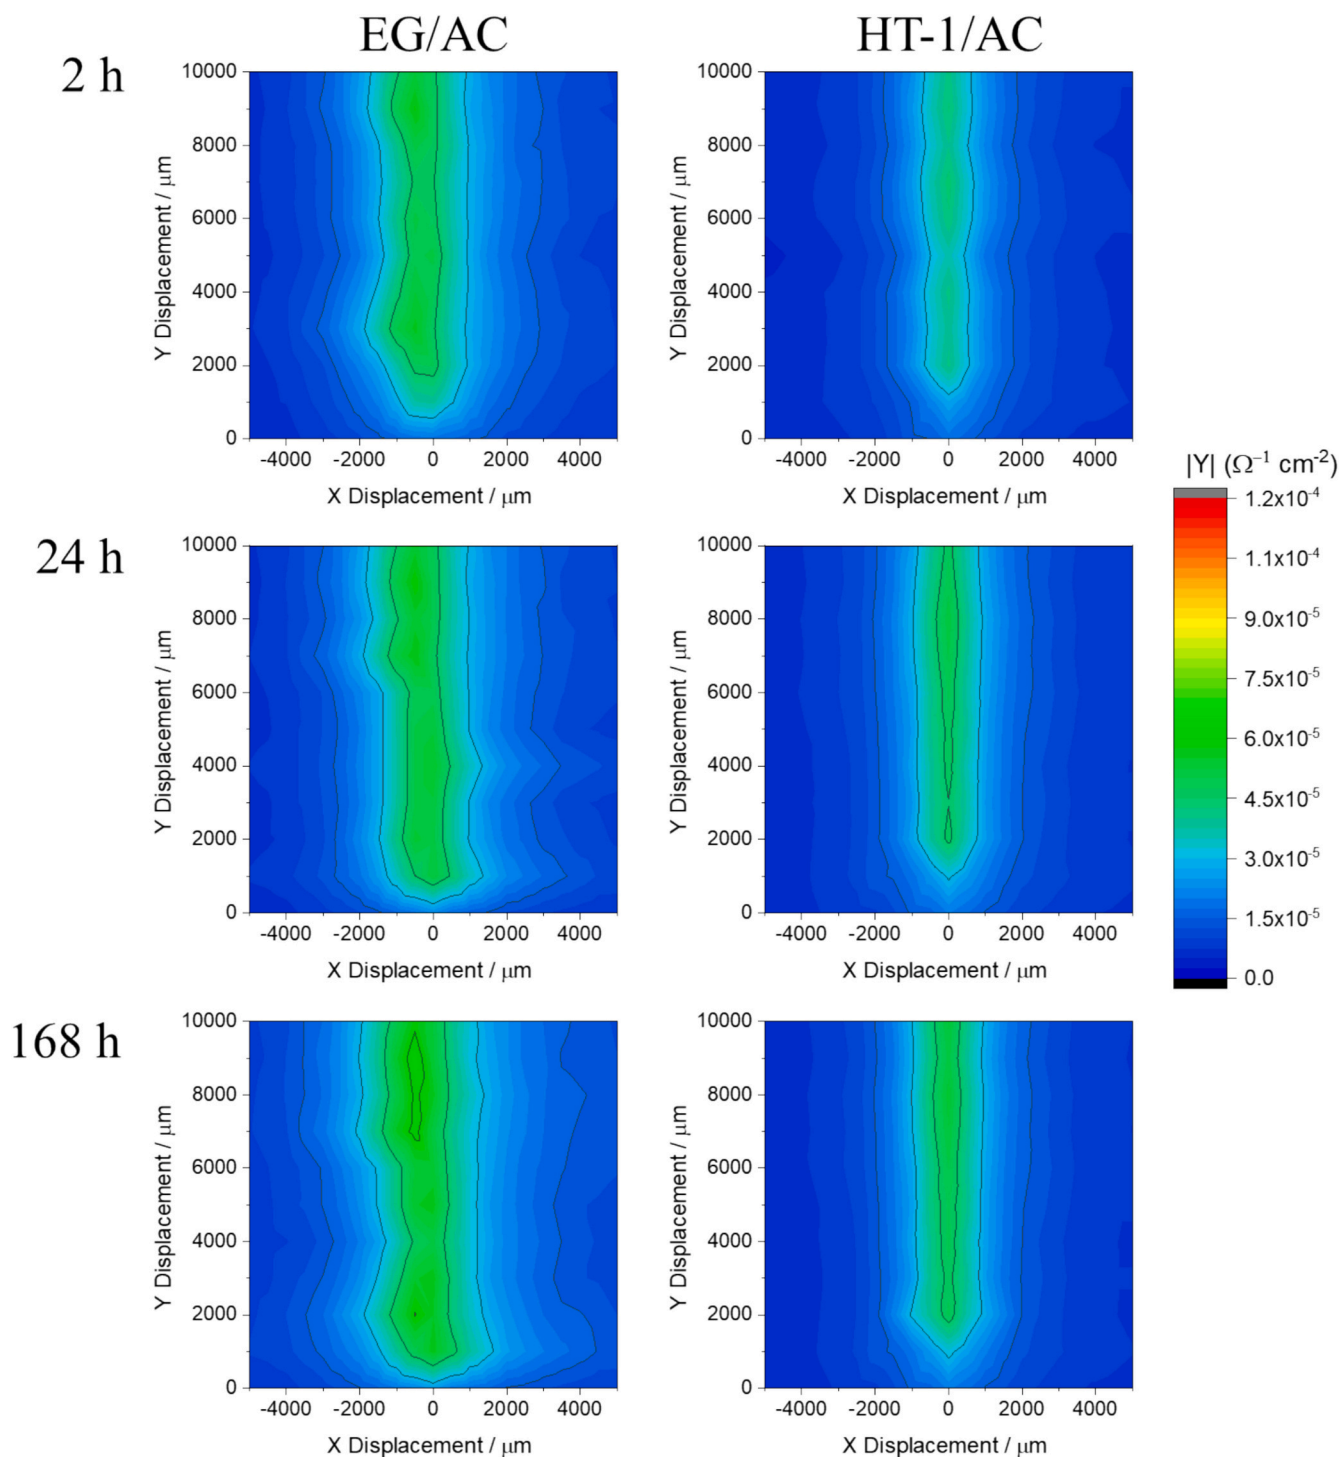 EG/AC HT-1/AC
2 h
10000 10000
8000 8000
6000 6000
4000 4000
2000 2000
0 0
Y Displacement / μm Y Displacement / μm
-4000 -2000 0 2000 4000 -4000 -2000 0 2000 4000
X Displacement / μm X Displacement / μm
|Y| (Ω⁻¹ cm⁻²)
1.2x10⁻⁴
1.1x10⁻⁴
9.0x10⁻⁵
7.5x10⁻⁵
6.0x10⁻⁵
4.5x10⁻⁵
3.0x10⁻⁵
1.5x10⁻⁵
0.0
24 h
10000 10000
8000 8000
6000 6000
4000 4000
2000 2000
0 0
Y Displacement / μm Y Displacement / μm
-4000 -2000 0 2000 4000 -4000 -2000 0 2000 4000
X Displacement / μm X Displacement / μm
168 h
10000 10000
8000 8000
6000 6000
4000 4000
2000 2000
0 0
Y Displacement / μm Y Displacement / μm
-4000 -2000 0 2000 4000 -4000 -2000 0 2000 4000
X Displacement / μm X Displacement / μm